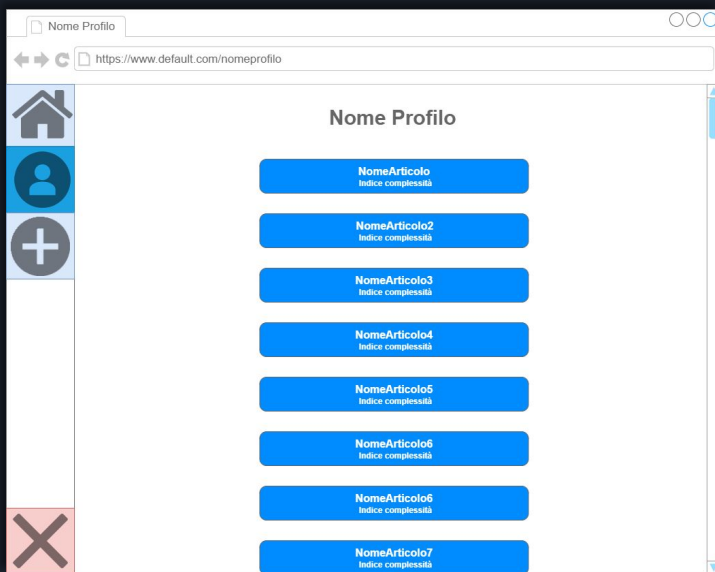 Nome Profilo
https://www.default.com/nomeprofilo
Nome Profilo
NomeArticolo
Indice complessità
NomeArticolo2
Indice complessità
NomeArticolo3
Indice complessità
NomeArticolo4
Indice complessità
NomeArticolo5
Indice complessità
NomeArticolo6
Indice complessità
NomeArticolo6
Indice complessità
NomeArticolo7
Indice complessità